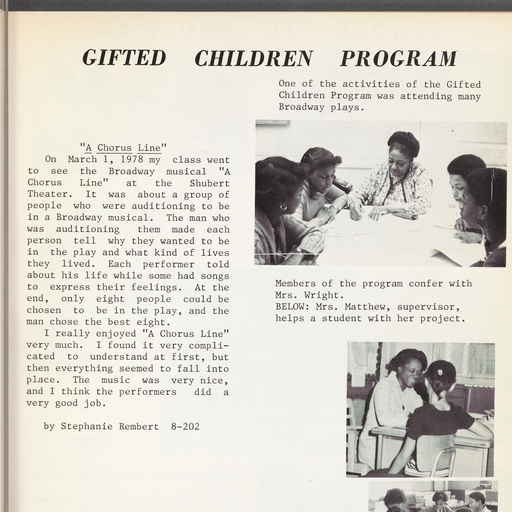 GIFTED CHILDREN PROGRAM
One of the activities of the Gifted
Children Program was attending many
Broadway plays.
"A Chorus Line"
On March 1, 1978 my class went
to see the Broadway musical "A
Chorus Line" at the Shubert
Theater. It was about a group of
people who were auditioning to be
in a Broadway musical. The man who
was auditioning them made each
person tell why they wanted to be
in the play and what kind of lives
they lived. Each performer told
about his life while some had songs
to express their feelings. At the
end, only eight people could be
chosen to be in the play, and the
man chose the best eight.
I really enjoyed "A Chorus Line"
very much. I found it very compli-
cated to understand at first, but
then everything seemed to fall into
place. The music was very nice,
and I think the performers did a
very good job.
by Stephanie Rembert 8-202
Members of the program confer with
Mrs. Wright.
BELOW: Mrs. Matthew, supervisor,
helps a student with her project.